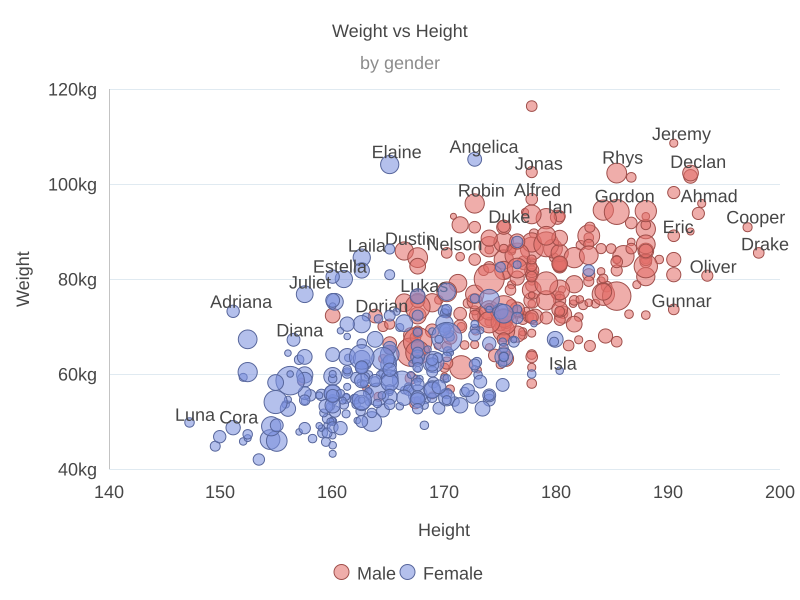 Weight vs Height
by gender
120kg
Jeremy
Angelica
Elaine
Jonas
Rhys
Declan
100kg
Robin
Alfred
Gordon
Ahmad
Ian
Duke
Cooper
Eric
Laila
Dustin
Nelson
Drake
Estella
Oliver
80kg
Juliet
Lukas
Adriana
Dorian
Gunnar
Diana
Isla
60kg
Luna
Cora
40kg
140
150
160
170
180
190
200
Weight
Height
Male
Female